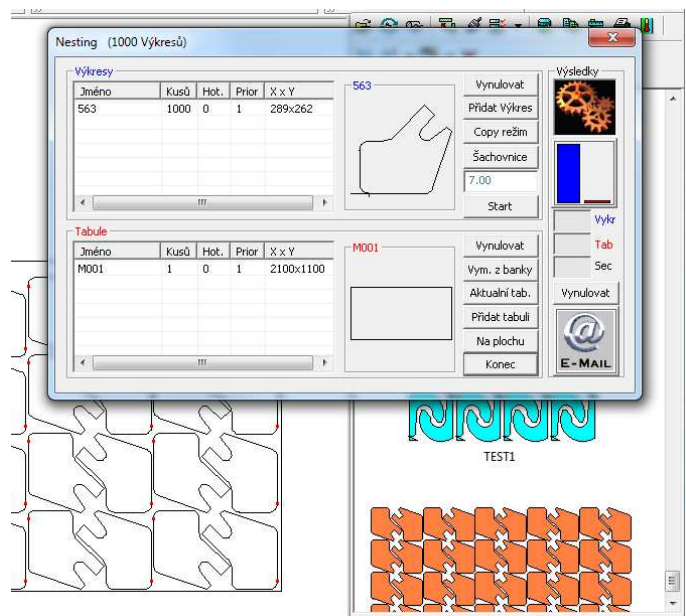 Nesting (1000 Výkresů)
Výkresy
Jméno Kusů Hot. Prior X x Y
563 1000 0 1 289x262
563
Vynulovat
Přidat Výkres
Copy režim
Šachovnice
7.00
Start
Tabule
Jméno Kusů Hot. Prior X x Y
M001 1 0 1 2100x1100
M001
Vynulovat
Vym. z banky
Aktualní tab.
Přidat tabuli
Na plochu
Konec
Výsledky
Vykr
Tab
Sec
Vynulovat
@
E-MAIL
TEST1